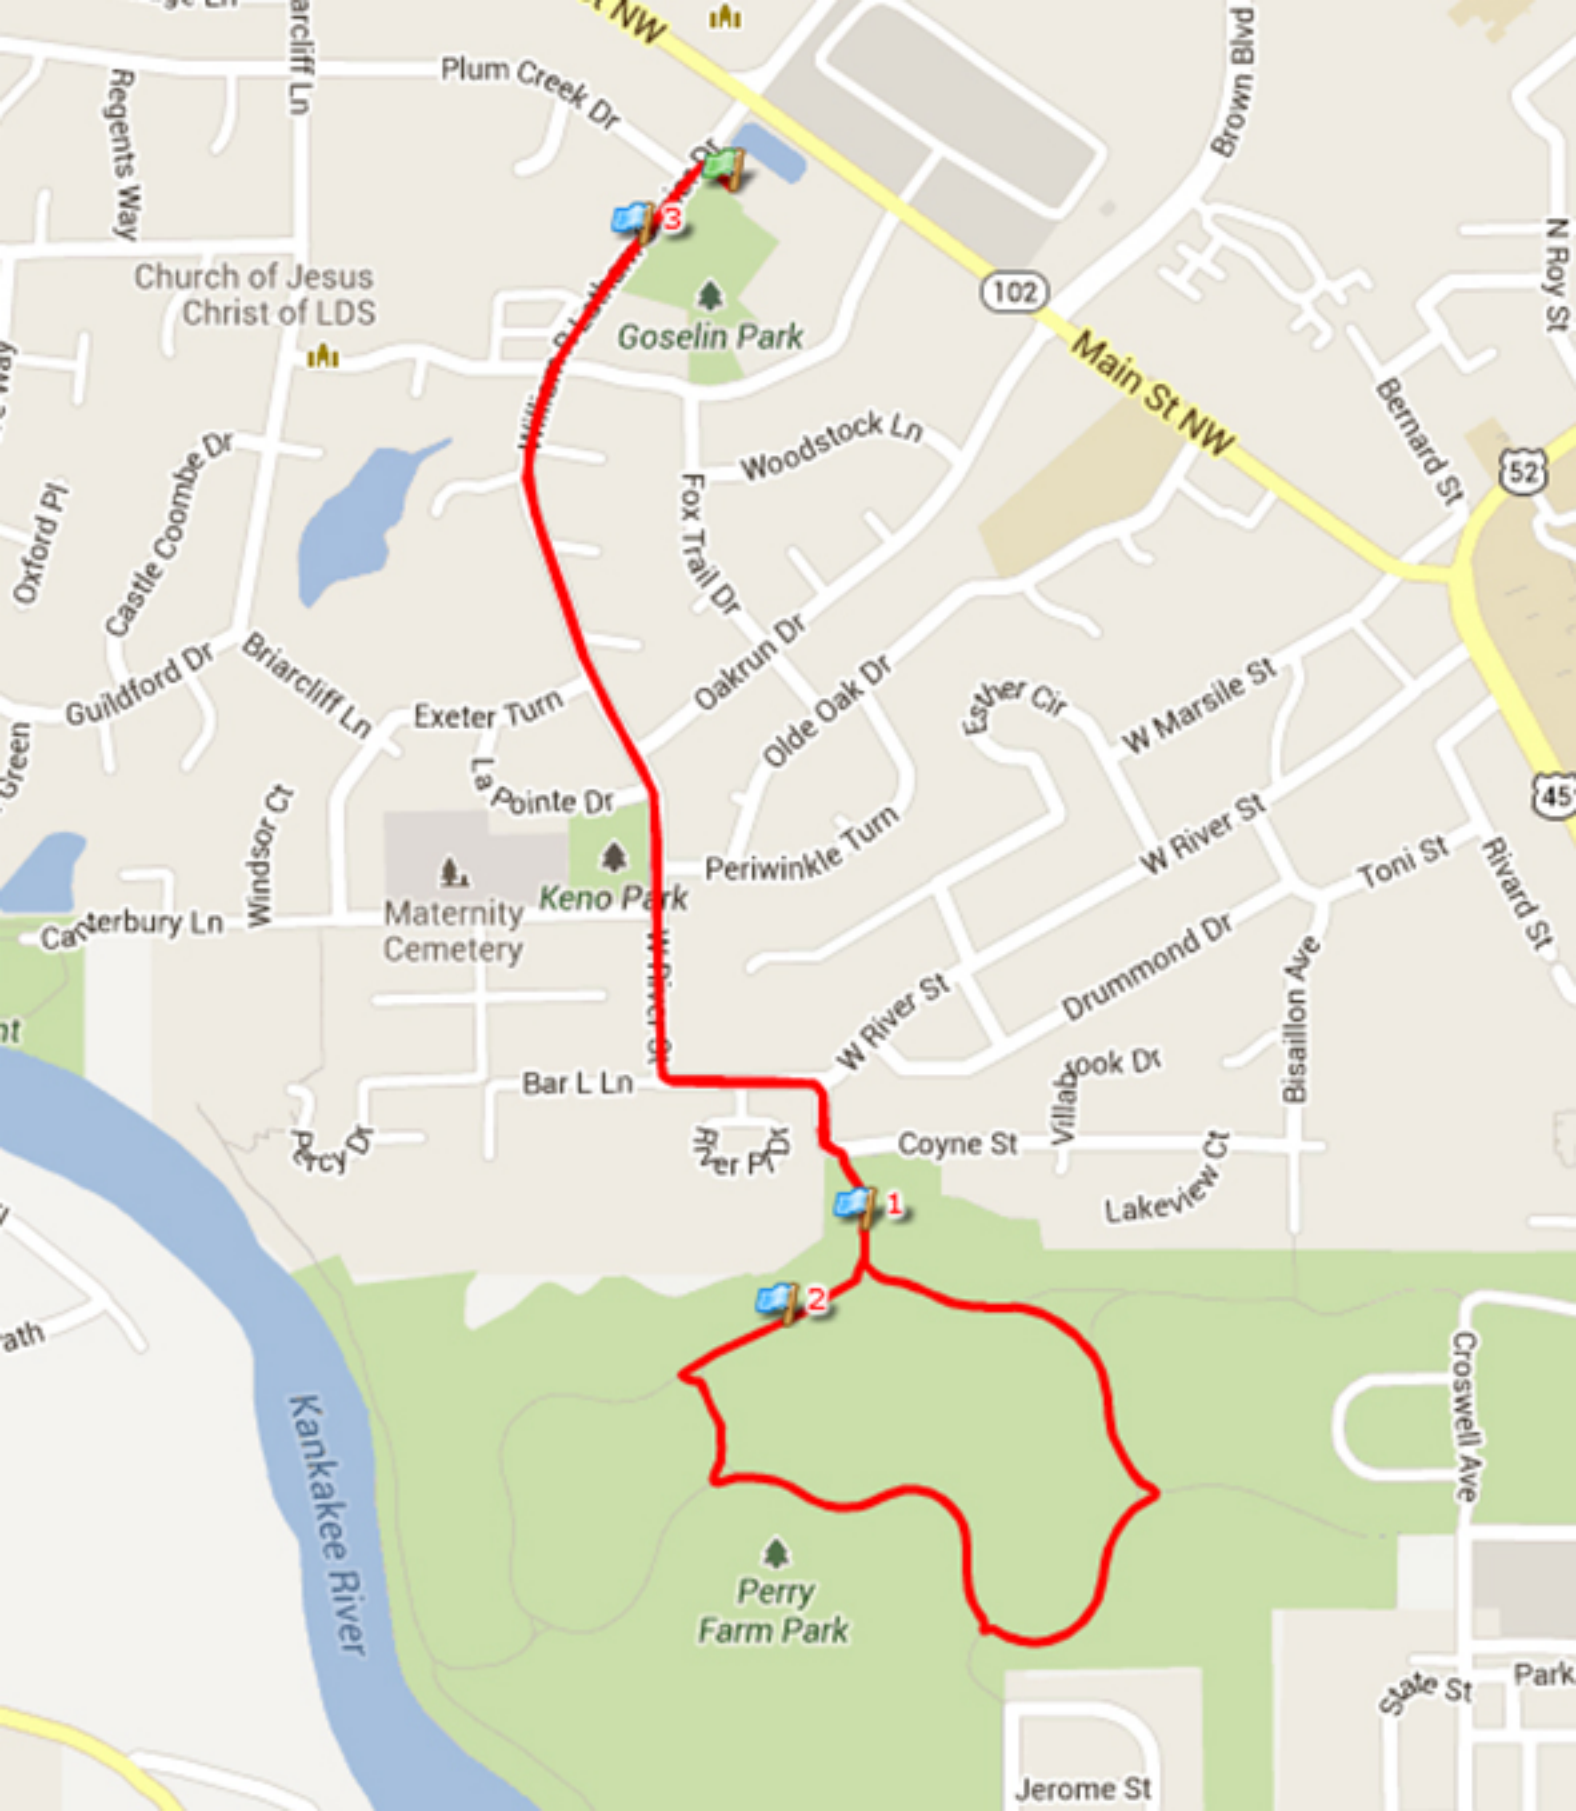 St NW
Briarcliff Ln
Plum Creek Dr
Regents Way
Brown Blvd
N Roy St
3
Church of Jesus
Christ of LDS
102
Goselin Park
Main St NW
Bernard St
52
Woodstock Ln
Castle Coombe Dr
Oxford Pl
Fox Trail Dr
Guildford Dr
Briarcliff Ln
Oakrun Dr
Olde Oak Dr
Esther Cir
W Marsile St
Exeter Turn
Green
La Pointe Dr
Windsor Ct
45
W River St
Toni St
Rivard St
Periwinkle Turn
Keno Park
Maternity
Cemetery
Canterbury Ln
W River St
W River St
Drummond Dr
Bisaillon Ave
Bar L Ln
Percy Dr
Coyne St
Lakeview Ct
1
2
Croswell Ave
Kankakee River
Perry
Farm Park
State St
Park
Jerome St